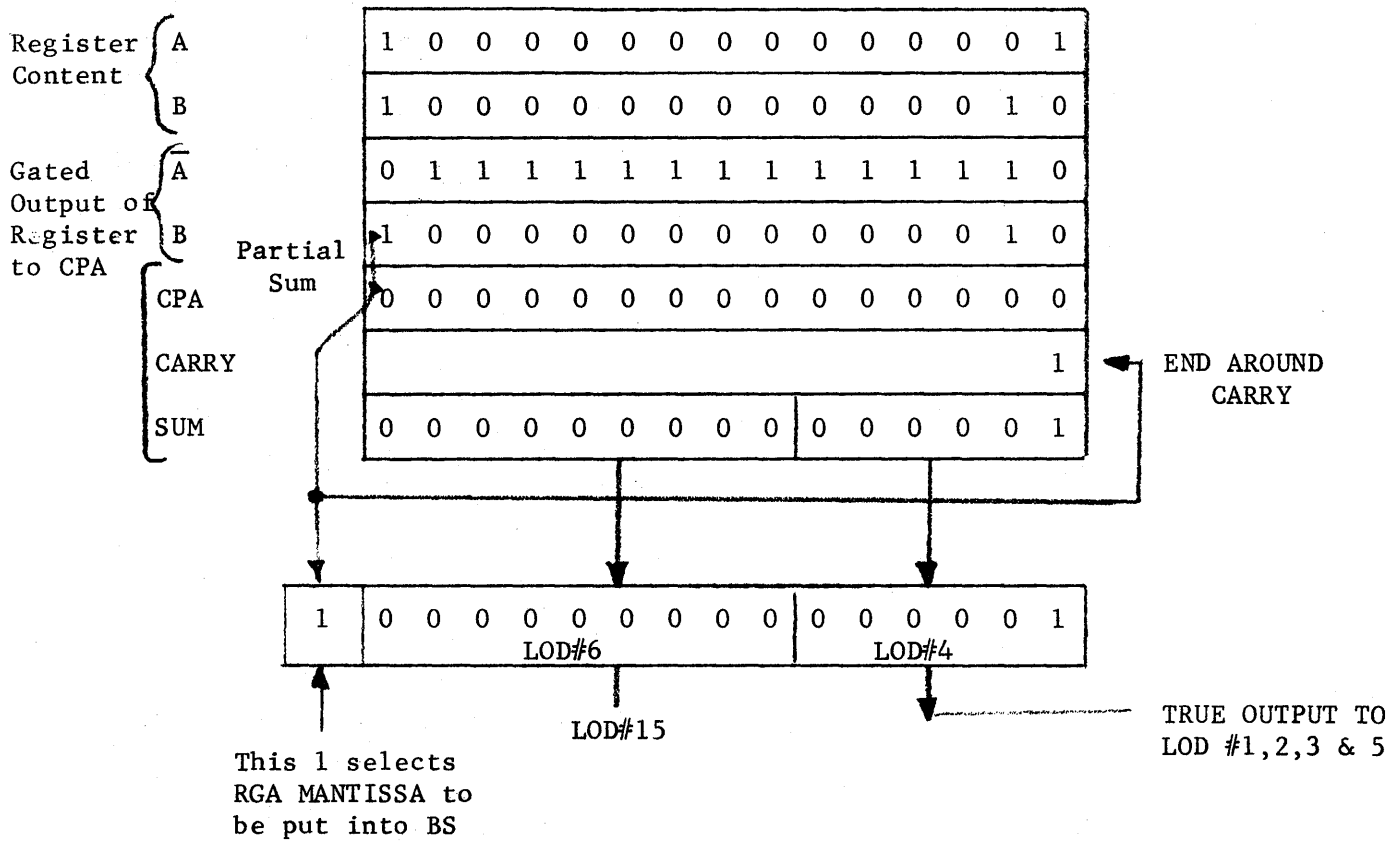 Register A 1 0 0 0 0 0 0 0 0 0 0 0 0 0 1
Content
B 1 0 0 0 0 0 0 0 0 0 0 0 0 1 0
Gated A̅ 0 1 1 1 1 1 1 1 1 1 1 1 1 1 0
Output of
Register B 1 0 0 0 0 0 0 0 0 0 0 0 0 1 0
to CPA
Partial
Sum
CPA 0 0 0 0 0 0 0 0 0 0 0 0 0 0 0
CARRY 1
END AROUND
CARRY
SUM 0 0 0 0 0 0 0 0 0 0 0 0 0 0 1
1 0 0 0 0 0 0 0 0 0 0 0 0 0 0 1
LOD#6 LOD#4
LOD#15
TRUE OUTPUT TO
LOD #1,2,3 & 5
This 1 selects
RGA MANTISSA to
be put into BS